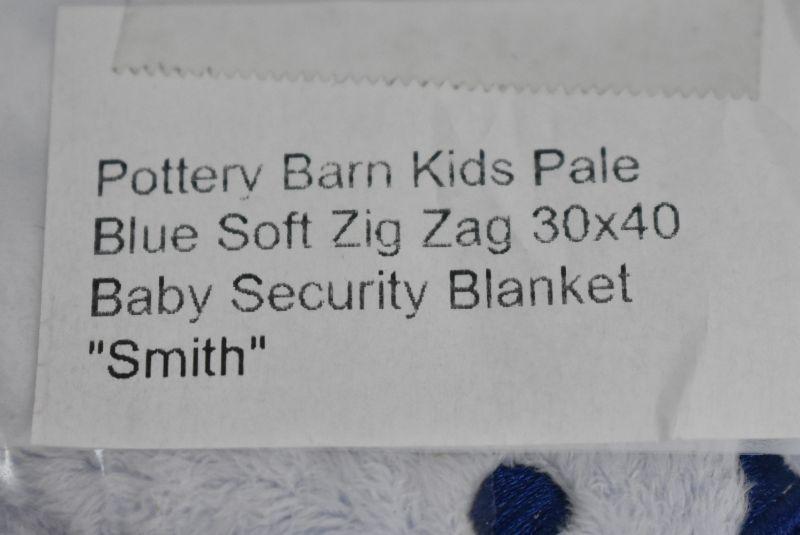 Pottery Barn Kids Pale
Blue Soft Zig Zag 30x40
Baby Security Blanket
"Smith"